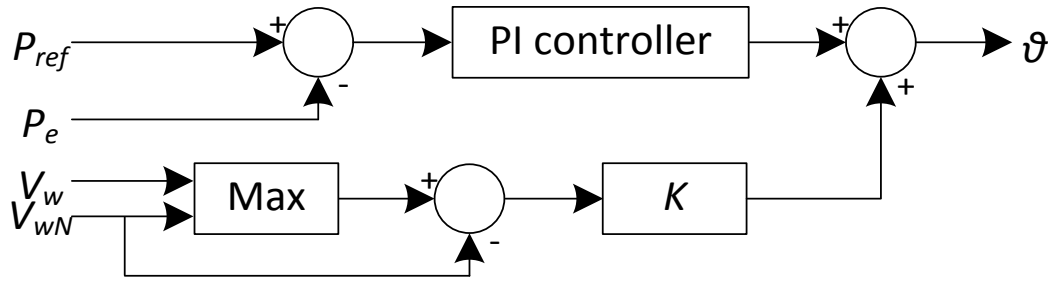 P_ref + PI controller + ϑ
- +
P_e
V_w Max + K
V_wN -